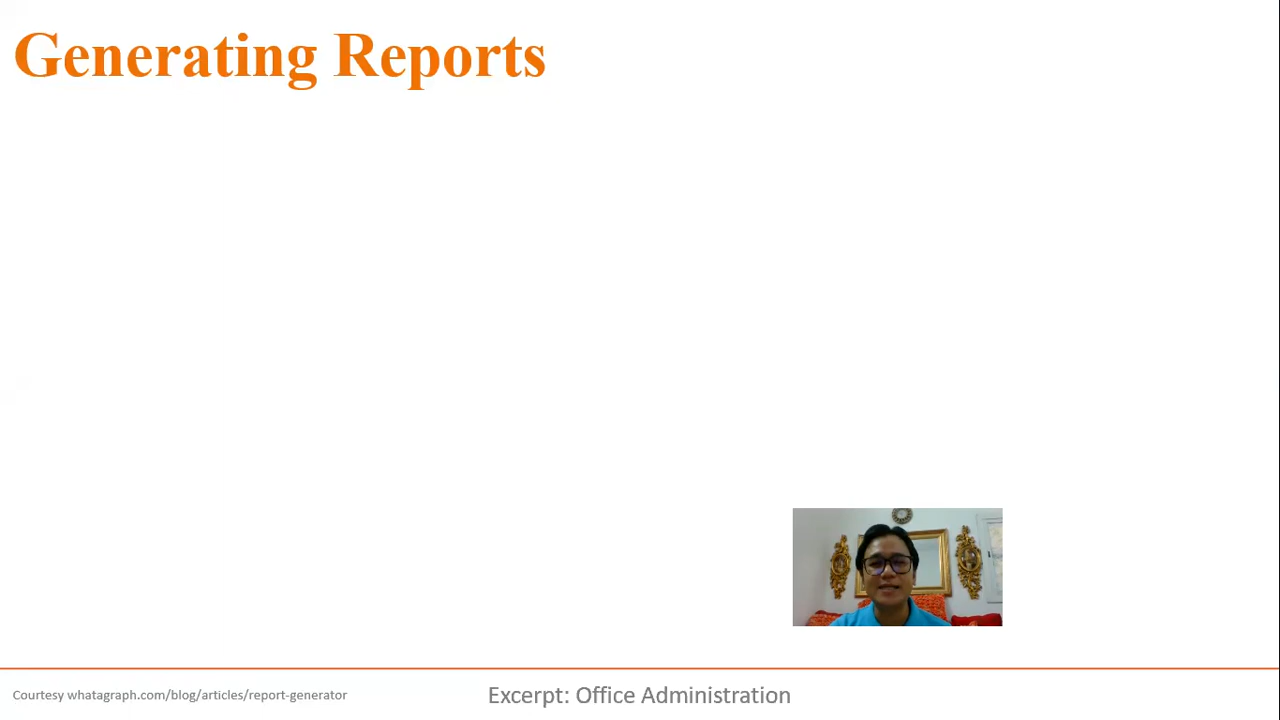 Generating Reports
Courtesy whatagraph.com/blog/articles/report-generator
Excerpt: Office Administration